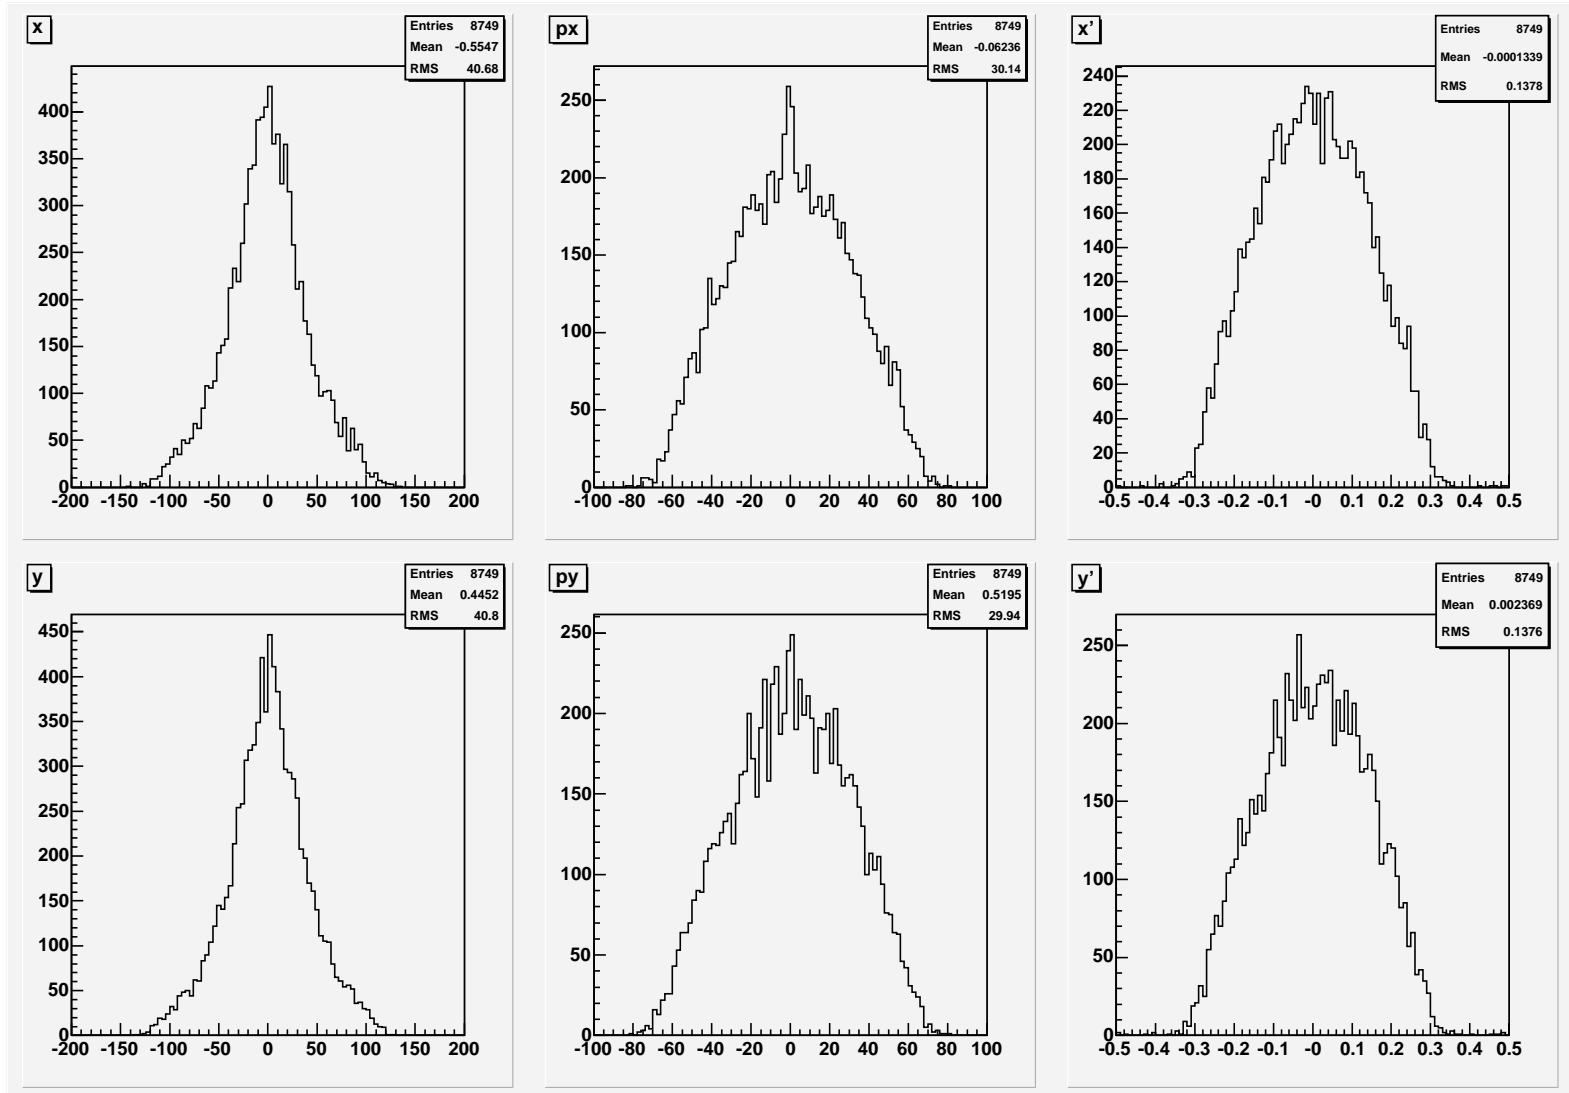 x
Entries 8749
Mean -0.5547
RMS 40.68
400
350
300
250
200
150
100
50
0
-200 -150 -100 -50 0 50 100 150 200
px
Entries 8749
Mean -0.06236
RMS 30.14
250
200
150
100
50
0
-100 -80 -60 -40 -20 0 20 40 60 80 100
x’
Entries 8749
Mean -0.0001339
RMS 0.1378
240
220
200
180
160
140
120
100
80
60
40
20
0
-0.5 -0.4 -0.3 -0.2 -0.1 -0 0.1 0.2 0.3 0.4 0.5
y
Entries 8749
Mean 0.4452
RMS 40.8
450
400
350
300
250
200
150
100
50
0
-200 -150 -100 -50 0 50 100 150 200
py
Entries 8749
Mean 0.5195
RMS 29.94
250
200
150
100
50
0
-100 -80 -60 -40 -20 0 20 40 60 80 100
y’
Entries 8749
Mean 0.002369
RMS 0.1376
250
200
150
100
50
0
-0.5 -0.4 -0.3 -0.2 -0.1 -0 0.1 0.2 0.3 0.4 0.5